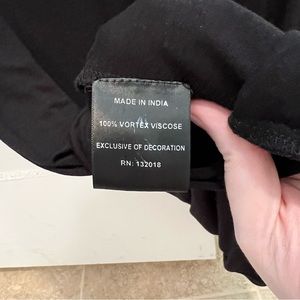 MADE IN INDIA
100% VORTEX VISCOSE
EXCLUSIVE OF DECORATION
RN: 132018